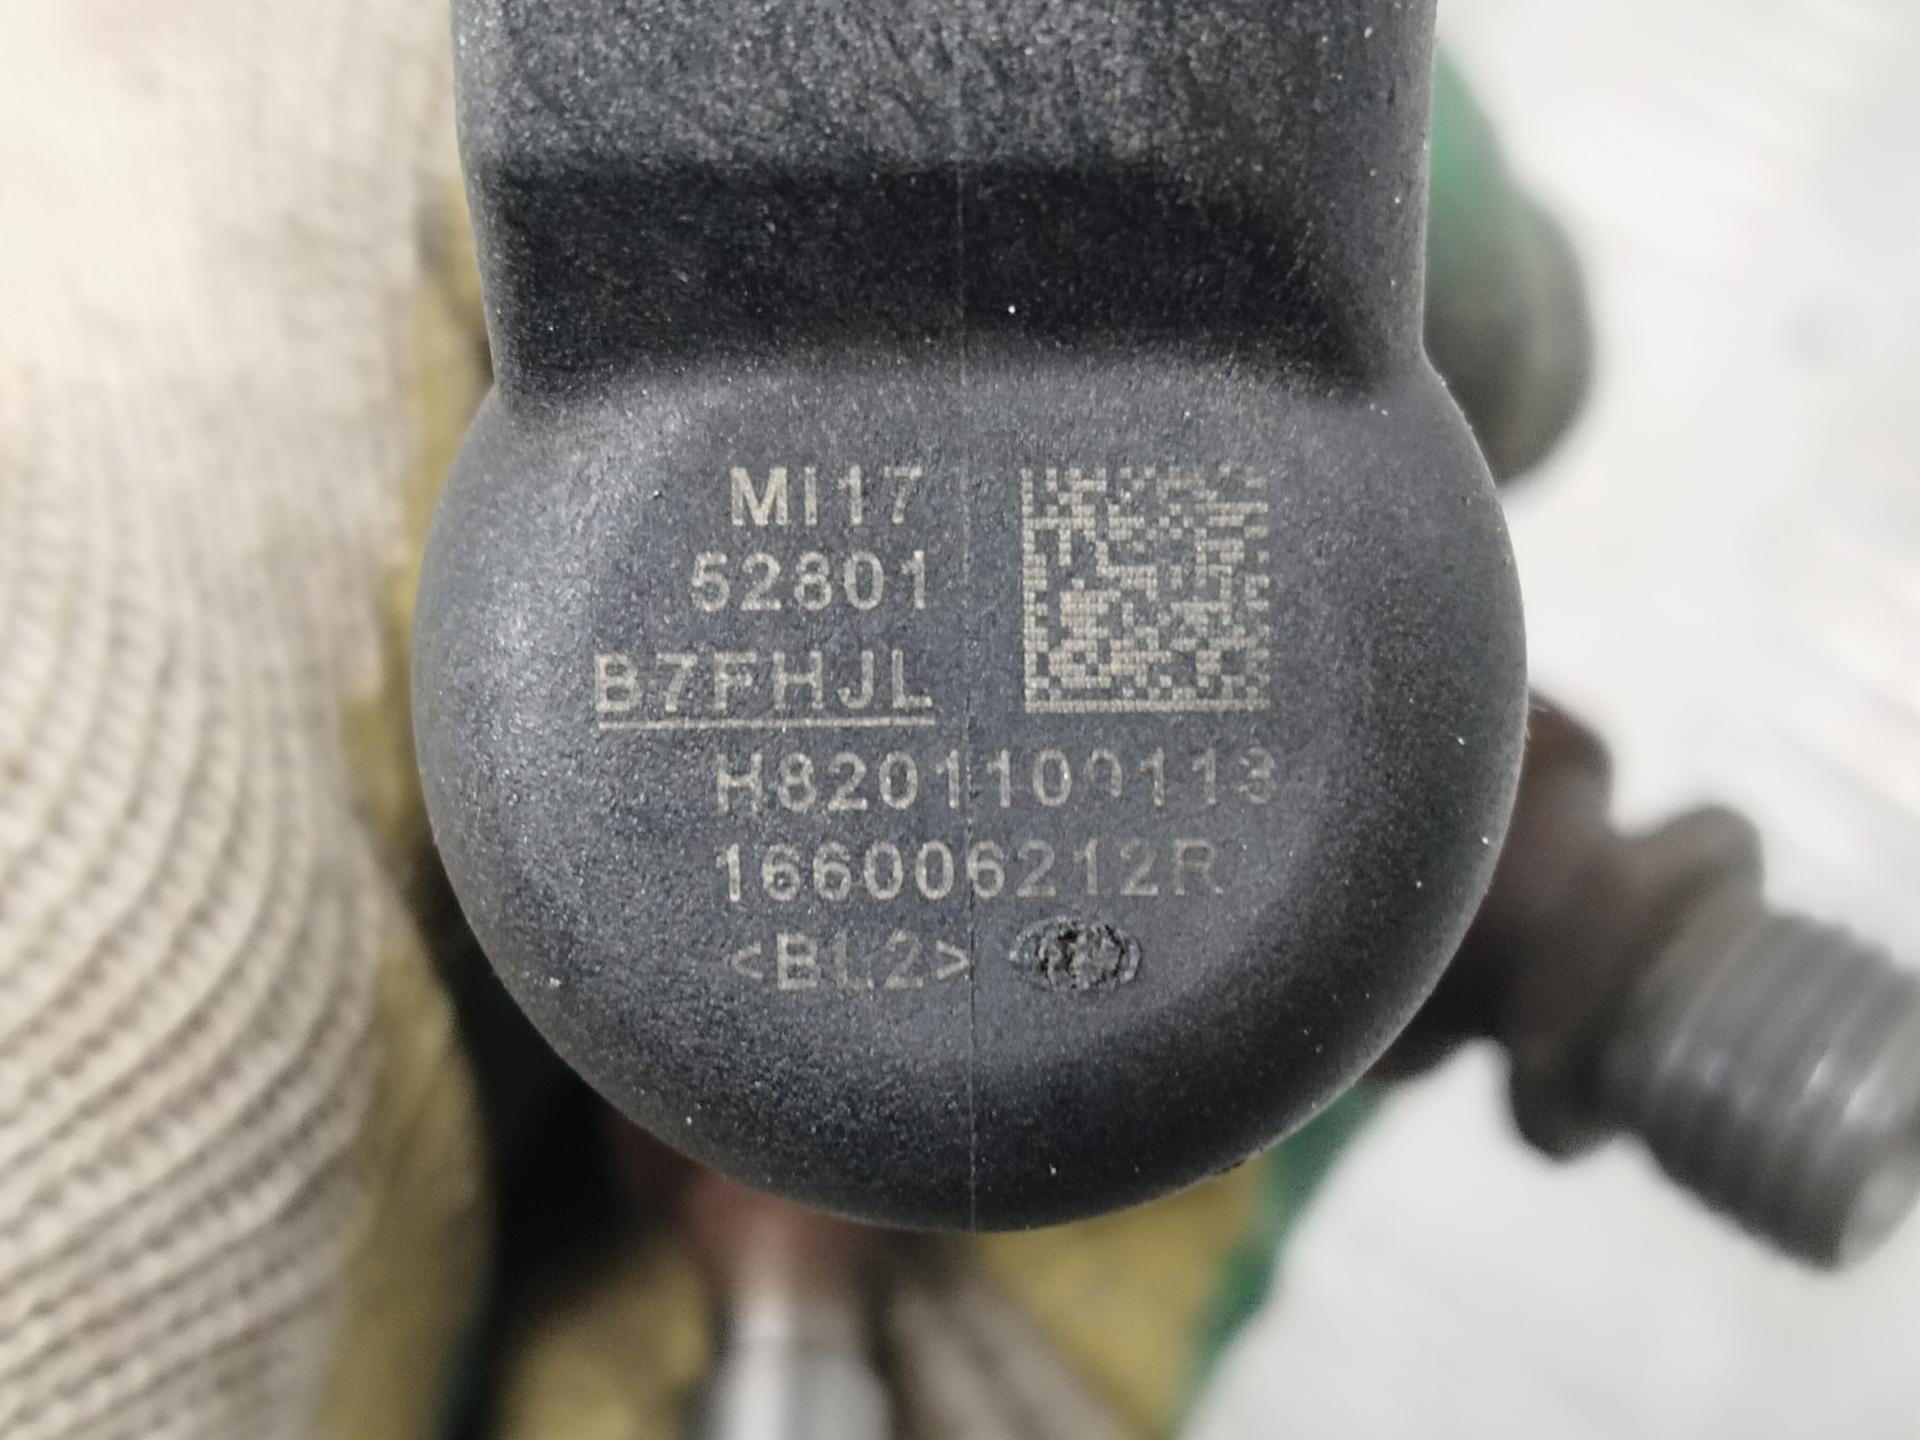 MI17
52801
B7FHJL
H8201100113
166006212R
<BL2>